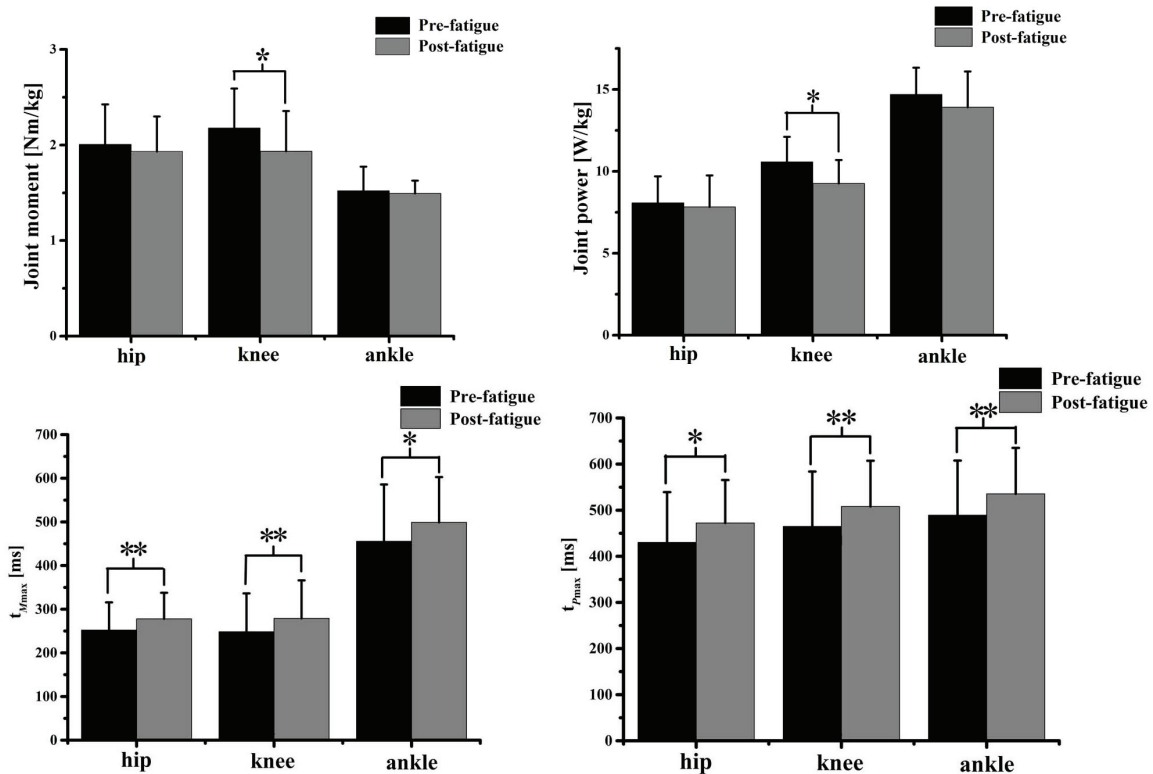 Pre-fatigue
Post-fatigue
Joint moment [Nm/kg]
3
2
1
0
*
hip knee ankle
Pre-fatigue
Post-fatigue
Joint power [W/kg]
15
10
5
0
*
hip knee ankle
Pre-fatigue
Post-fatigue
t_Mmax [ms]
700
600
500
400
300
200
100
0
**
**
*
hip knee ankle
Pre-fatigue
Post-fatigue
t_Pmax [ms]
700
600
500
400
300
200
100
0
*
**
**
hip knee ankle